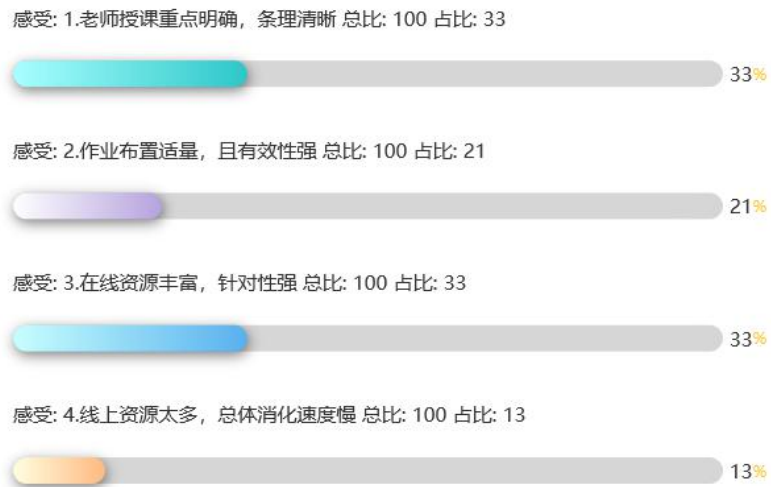 感受: 1.老师授课重点明确，条理清晰 总比: 100 占比: 33
33%
感受: 2.作业布置适量，且有效性强 总比: 100 占比: 21
21%
感受: 3.在线资源丰富，针对性强 总比: 100 占比: 33
33%
感受: 4.线上资源太多，总体消化速度慢 总比: 100 占比: 13
13%